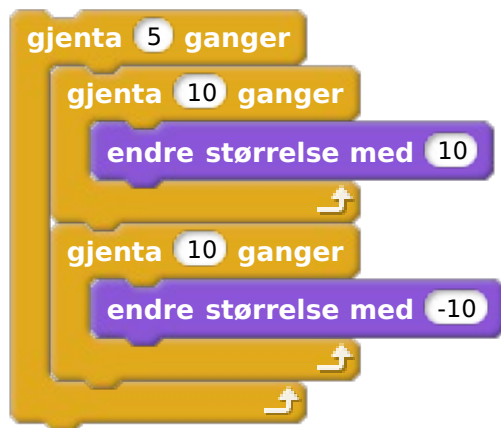 gjenta 5 ganger
gjenta 10 ganger
endre størrelse med 10
gjenta 10 ganger
endre størrelse med -10